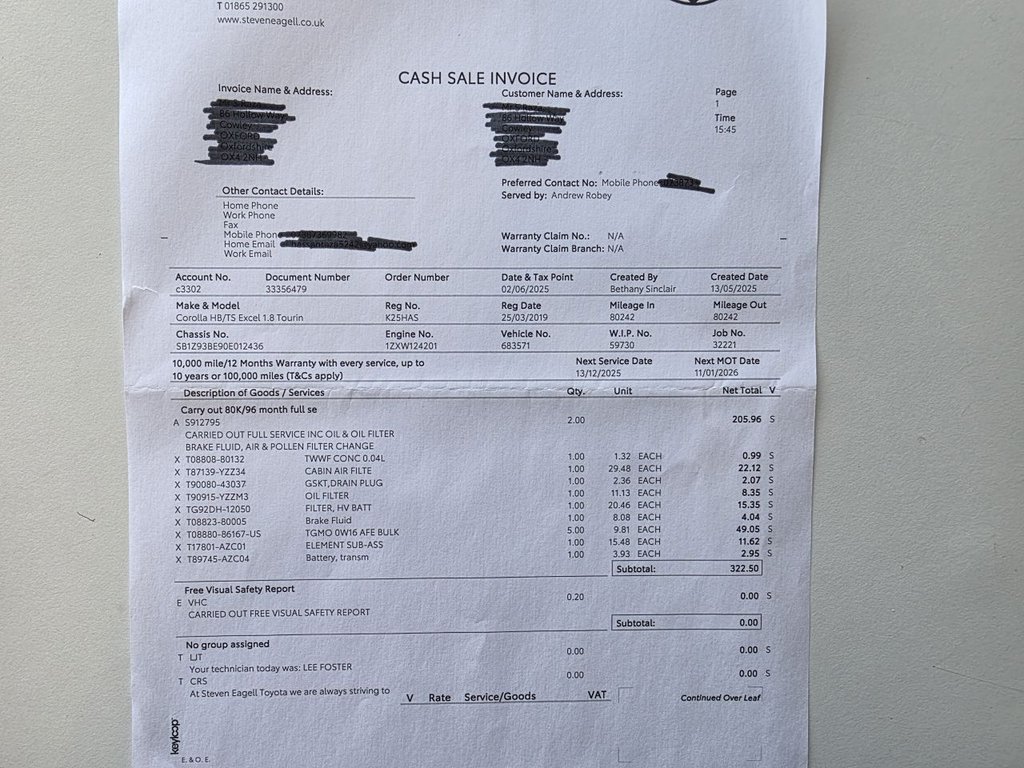 T 01865 291300
www.steveneagell.co.uk
CASH SALE INVOICE
Invoice Name & Address:
Customer Name & Address:
Page
1
Time
15:45
Preferred Contact No: Mobile Phone
Served by: Andrew Robey
Other Contact Details:
Home Phone
Work Phone
Fax
Mobile Phone
Home Email
Work Email
Warranty Claim No.: N/A
Warranty Claim Branch: N/A
Account No. Document Number Order Number Date & Tax Point Created By Created Date
c3302 33356479 02/06/2025 Bethany Sinclair 13/05/2025
Make & Model Reg No. Reg Date Mileage In Mileage Out
Corolla HB/TS Excel 1.8 Tourin K25HAS 25/03/2019 80242 80242
Chassis No. Engine No. Vehicle No. W.I.P. No. Job No.
SB1Z93BE90E012436 1ZXW124201 683571 59730 32221
10,000 mile/12 Months Warranty with every service, up to Next Service Date Next MOT Date
10 years or 100,000 miles (T&Cs apply) 13/12/2025 11/01/2026
Description of Goods / Services Qty. Unit Net Total V
Carry out 80K/96 month full se
A S912795 2.00 205.96 S
CARRIED OUT FULL SERVICE INC OIL & OIL FILTER
BRAKE FLUID, AIR & POLLEN FILTER CHANGE
X T08808-80132 TWWF CONC 0.04L 1.00 1.32 EACH 0.99 S
X T87139-YZZ34 CABIN AIR FILTE 1.00 29.48 EACH 22.12 S
X T90080-43037 GSKT,DRAIN PLUG 1.00 2.36 EACH 2.07 S
X T90915-YZZM3 OIL FILTER 1.00 11.13 EACH 8.35 S
X TG92DH-12050 FILTER, HV BATT 1.00 20.46 EACH 15.35 S
X T08823-80005 Brake Fluid 1.00 8.08 EACH 4.04 S
X T08880-86167-US TGMO 0W16 AFE BULK 5.00 9.81 EACH 49.05 S
X T17801-AZC01 ELEMENT SUB-ASS 1.00 15.48 EACH 11.62 S
X T89745-AZC04 Battery, transm 1.00 3.93 EACH 2.95 S
Subtotal: 322.50
Free Visual Safety Report
E VHC 0.20 0.00 S
CARRIED OUT FREE VISUAL SAFETY REPORT
Subtotal: 0.00
No group assigned
T LJT 0.00 0.00 S
Your technician today was: LEE FOSTER
T CRS 0.00 0.00 S
At Steven Eagell Toyota we are always striving to
V Rate Service/Goods VAT
Continued Over Leaf
keyloop
E. & O. E.